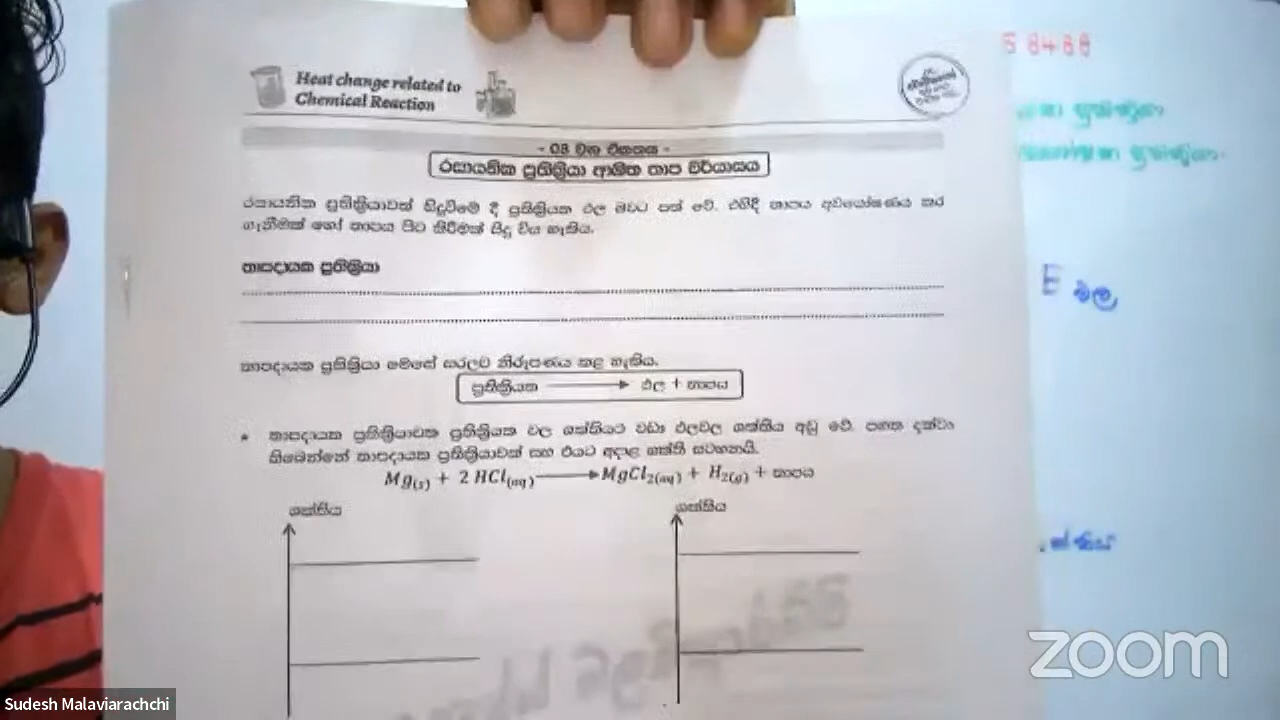 Heat change related to
Chemical Reaction
- 08 වන ඒකකය -
රසායනික ප්‍රතික්‍රියා ආශ්‍රිත තාප විපර්යාසය
රසායනික ප්‍රතික්‍රියාවක් සිදුවීමේ දී ප්‍රතික්‍රියක ඵල බවට පත් වේ. එහිදී තාපය අවශෝෂණය කර
ගැනීමක් හෝ තාපය පිට කිරීමක් සිදු විය හැකිය.
තාපදායක ප්‍රතික්‍රියා
තාපදායක ප්‍රතික්‍රියා මෙසේ සරලව නිරූපණය කළ හැකිය.
ප්‍රතික්‍රියක → ඵල + තාපය
* තාපදායක ප්‍රතික්‍රියාවක ප්‍රතික්‍රියක වල ශක්තියට වඩා ඵලවල ශක්තිය අඩු වේ. පහත දක්වා
තිබෙන්නේ තාපදායක ප්‍රතික්‍රියාවක් සහ එයට අදාළ ශක්ති සටහනයි.
Mg(s) + 2 HCl(aq) → MgCl2(aq) + H2(g) + තාපය
ශක්තිය ශක්තිය
E ඵල
zoom
Sudesh Malaviarachchi